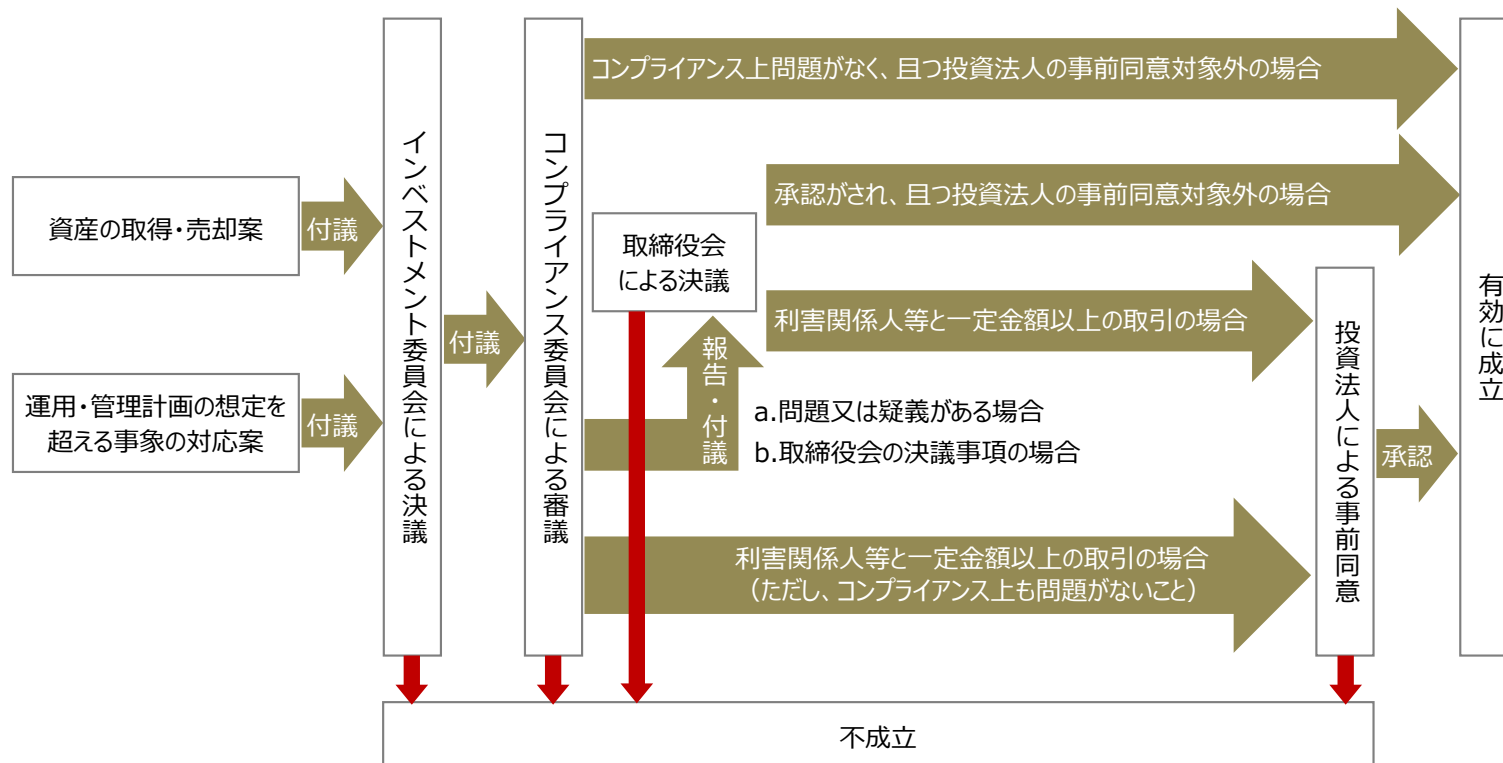 資産の取得・売却案
付議
運用・管理計画の想定を
超える事象の対応案
付議
インベストメント委員会による決議
付議
コンプライアンス委員会による審議
コンプライアンス上問題がなく、且つ投資法人の事前同意対象外の場合
承認がされ、且つ投資法人の事前同意対象外の場合
取締役会
による決議
利害関係人等と一定金額以上の取引の場合
報告・付議
a.問題又は疑義がある場合
b.取締役会の決議事項の場合
利害関係人等と一定金額以上の取引の場合
（ただし、コンプライアンス上も問題がないこと）
投資法人による事前同意
承認
有効に成立
不成立